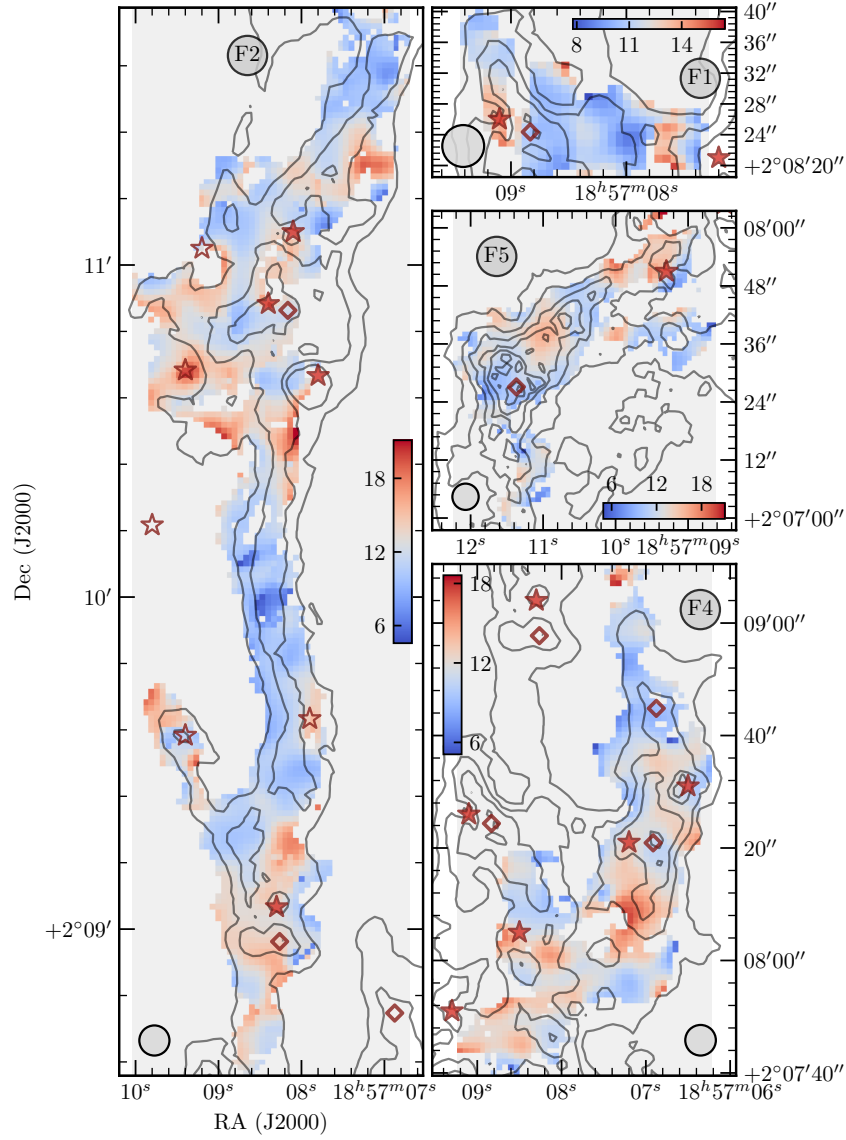 F2
11′
10′
+2°09′
Dec (J2000)
18
12
6
10ˢ
09ˢ
08ˢ
18ʰ57ᵐ07ˢ
RA (J2000)
8
11
14
F1
40″
36″
32″
28″
24″
+2°08′20″
09ˢ
18ʰ57ᵐ08ˢ
F5
08′00″
48″
36″
24″
12″
+2°07′00″
6
12
18
12ˢ
11ˢ
10ˢ
18ʰ57ᵐ09ˢ
18
12
6
F4
09′00″
40″
20″
08′00″
+2°07′40″
09ˢ
08ˢ
07ˢ
18ʰ57ᵐ06ˢ